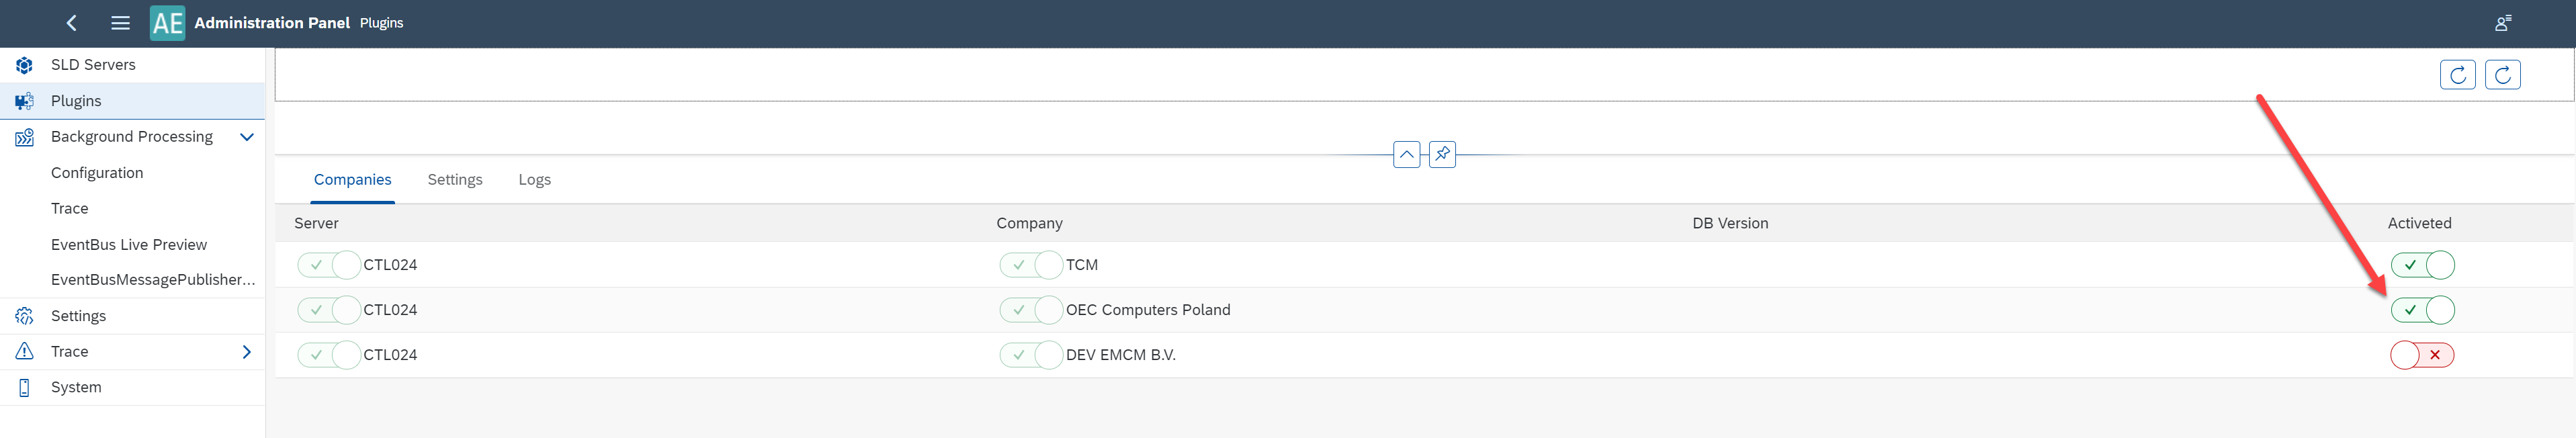 AE Administration Panel Plugins
SLD Servers
Plugins
Background Processing
Configuration
Trace
EventBus Live Preview
EventBusMessagePublisher...
Settings
Trace
System
Companies Settings Logs
Server Company DB Version Activeted
CTL024 TCM
CTL024 OEC Computers Poland
CTL024 DEV EMCM B.V.